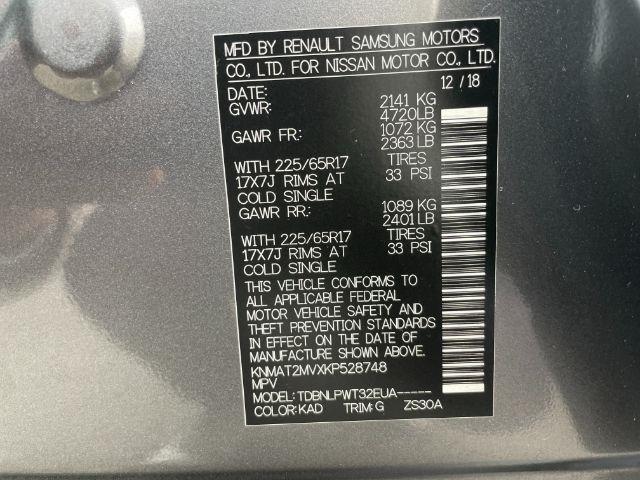 MFD BY RENAULT SAMSUNG MOTORS
CO., LTD. FOR NISSAN MOTOR CO., LTD.
DATE: 12/18
GVWR: 2141 KG
4720LB
GAWR FR: 1072 KG
2363 LB
WITH 225/65R17 TIRES
17X7J RIMS AT 33 PSI
COLD SINGLE
GAWR RR: 1089 KG
2401 LB
WITH 225/65R17 TIRES
17X7J RIMS AT 33 PSI
COLD SINGLE
THIS VEHICLE CONFORMS TO
ALL APPLICABLE FEDERAL
MOTOR VEHICLE SAFETY AND
THEFT PREVENTION STANDARDS
IN EFFECT ON THE DATE OF
MANUFACTURE SHOWN ABOVE.
KNMAT2MVXKP528748
MPV
MODEL: TDBNLPWT32EUA-----
COLOR: KAD TRIM: G ZS30A